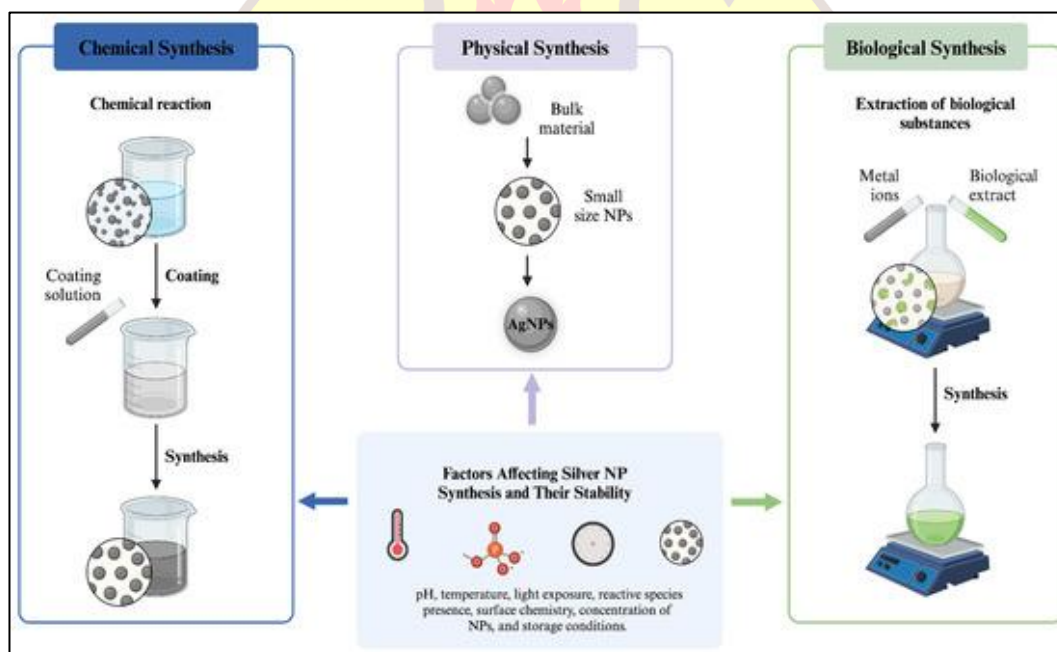 Chemical Synthesis
Chemical reaction
Coating
solution
Coating
Synthesis
Physical Synthesis
Bulk
material
Small
size NPs
AgNPs
Factors Affecting Silver NP
Synthesis and Their Stability
pH, temperature, light exposure, reactive species
presence, surface chemistry, concentration of
NPs, and storage conditions.
Biological Synthesis
Extraction of biological
substances
Metal
ions
Biological
extract
Synthesis